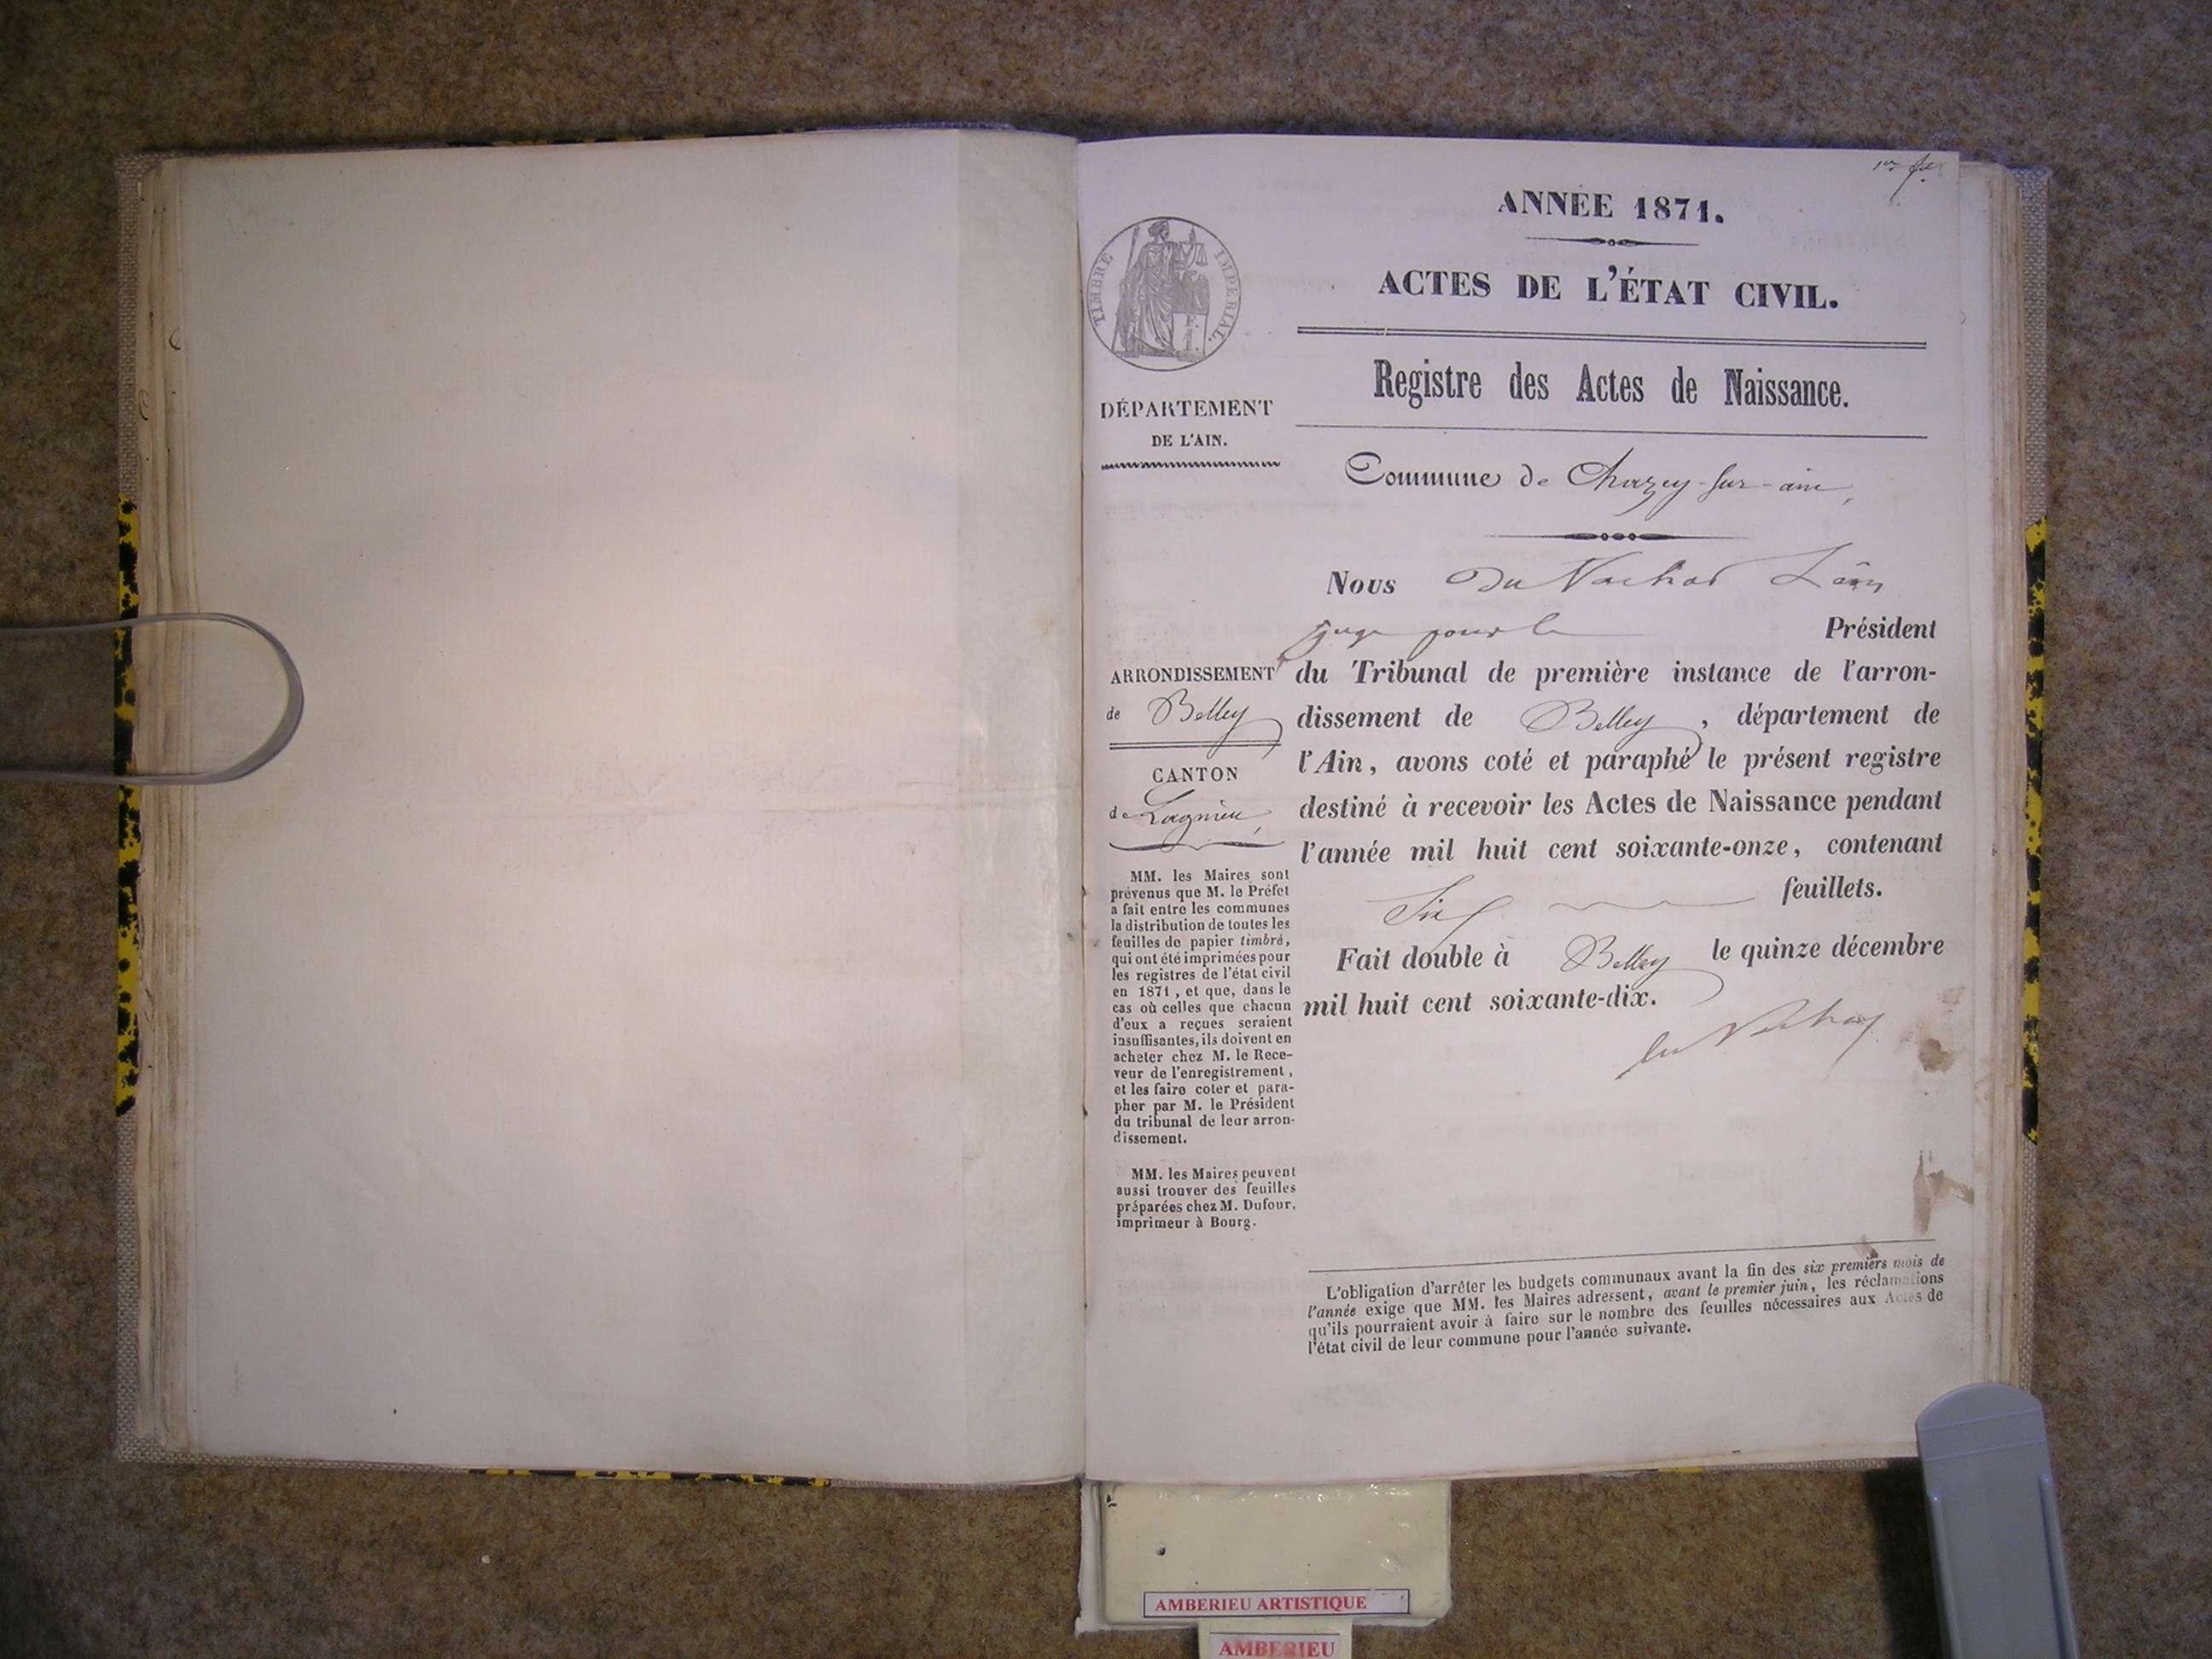 1er
ANNÉE 1871.
ACTES DE L'ÉTAT CIVIL.
TIMBRE IMPÉRIAL.
Registre des Actes de Naissance.
DÉPARTEMENT
DE L'AIN.
Commune de Chazey-sur-ain,
Nous Du Vachat Léon
juge pour le Président
du Tribunal de première instance de l'arron-
dissement de Belley, département de
l'Ain, avons coté et paraphé le présent registre
destiné à recevoir les Actes de Naissance pendant
l'année mil huit cent soixante-onze, contenant
Six feuillets.
Fait double à Belley le quinze décembre
mil huit cent soixante-dix.
du Vachat
ARRONDISSEMENT
de Belley
CANTON
de Lagnieu,
MM. les Maires sont
prévenus que M. le Préfet
a fait entre les communes
la distribution de toutes les
feuilles de papier timbré,
qui ont été imprimées pour
les registres de l'état civil
en 1871, et que, dans le
cas où celles que chacun
d'eux a reçues seraient
insuffisantes, ils doivent en
acheter chez M. le Rece-
veur de l'enregistrement,
et les faire coter et para-
pher par M. le Président
du tribunal de leur arron-
dissement.
MM. les Maires peuvent
aussi trouver des feuilles
préparées chez M. Dufour,
imprimeur à Bourg.
L'obligation d'arrêter les budgets communaux avant la fin des six premiers mois de
l'année exige que MM. les Maires adressent, avant le premier juin, les réclamations
qu'ils pourraient avoir à faire sur le nombre des feuilles nécessaires aux Actes de
l'état civil de leur commune pour l'année suivante.
AMBERIEU ARTISTIQUE
AMBERIEU